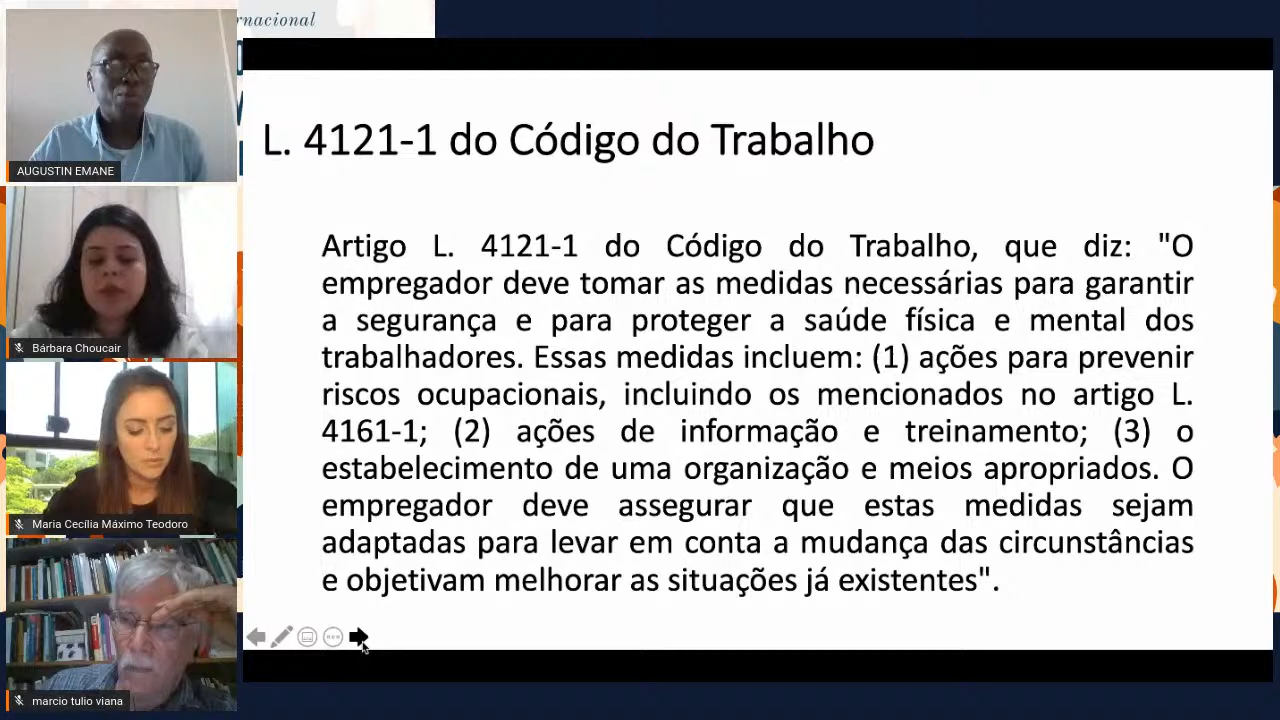 rnacional
AUGUSTIN EMANE
Bárbara Choucair
Maria Cecília Máximo Teodoro
marcio tulio viana
L. 4121-1 do Código do Trabalho
Artigo L. 4121-1 do Código do Trabalho, que diz: "O
empregador deve tomar as medidas necessárias para garantir
a segurança e para proteger a saúde física e mental dos
trabalhadores. Essas medidas incluem: (1) ações para prevenir
riscos ocupacionais, incluindo os mencionados no artigo L.
4161-1; (2) ações de informação e treinamento; (3) o
estabelecimento de uma organização e meios apropriados. O
empregador deve assegurar que estas medidas sejam
adaptadas para levar em conta a mudança das circunstâncias
e objetivam melhorar as situações já existentes".